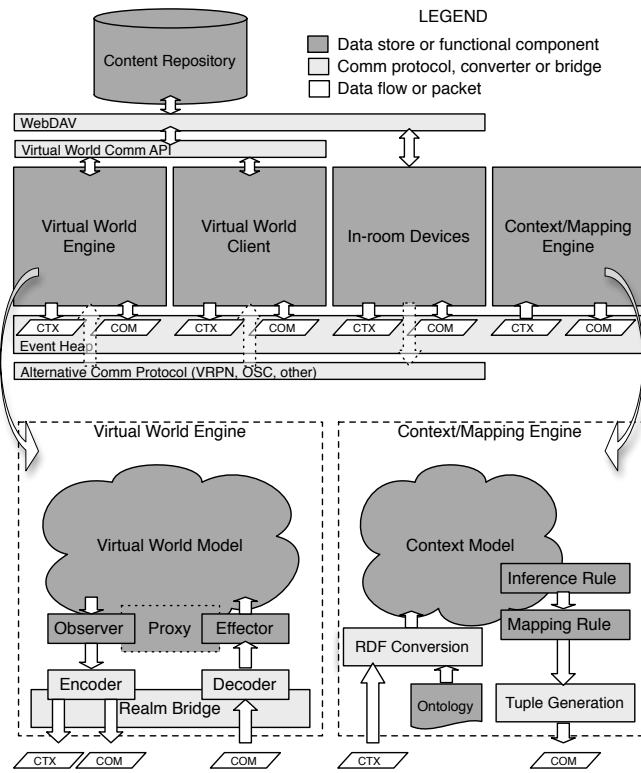 LEGEND
Content Repository
Data store or functional component
Comm protocol, converter or bridge
Data flow or packet
WebDAV
Virtual World Comm API
Virtual World
Engine
Virtual World
Client
In-room Devices
Context/Mapping
Engine
CTX
COM
CTX
COM
CTX
COM
CTX
COM
Event Heap
Alternative Comm Protocol (VRPN, OSC, other)
Virtual World Engine
Virtual World Model
Observer
Proxy
Effector
Encoder
Decoder
Realm Bridge
CTX
COM
COM
Context/Mapping Engine
Context Model
Inference Rule
Mapping Rule
RDF Conversion
Ontology
Tuple Generation
CTX
COM